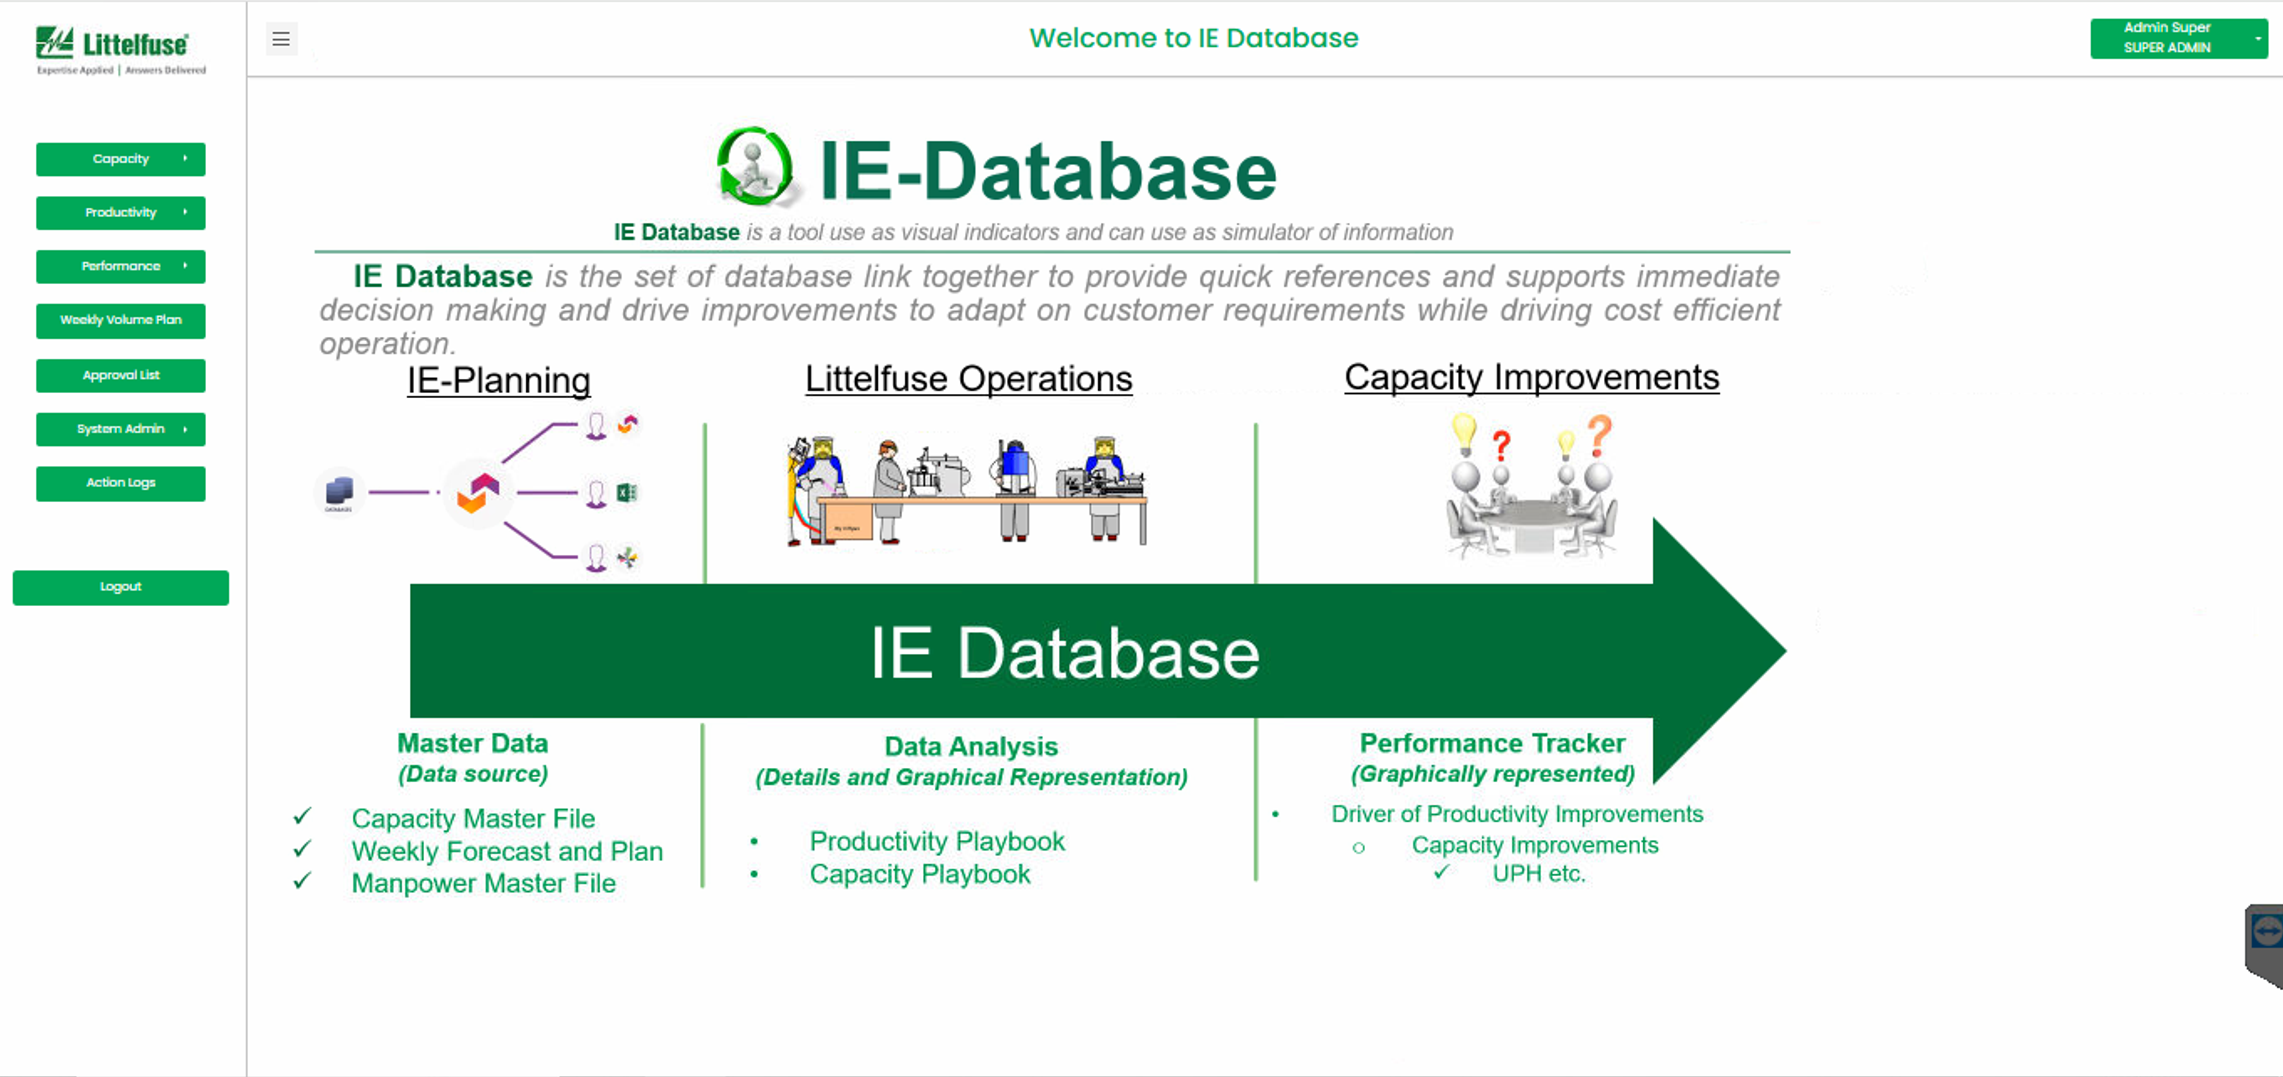 Littelfuse
Expertise Applied | Answers Delivered
Welcome to IE Database
Admin Super
SUPER ADMIN
Capacity
Productivity
Performance
Weekly Volume Plan
Approval List
System Admin
Action Logs
Logout
IE-Database
IE Database is a tool use as visual indicators and can use as simulator of information
IE Database is the set of database link together to provide quick references and supports immediate
decision making and drive improvements to adapt on customer requirements while driving cost efficient
operation.
IE-Planning
Littelfuse Operations
Capacity Improvements
DATABASES
IE Database
Master Data
(Data source)
✓ Capacity Master File
✓ Weekly Forecast and Plan
✓ Manpower Master File
Data Analysis
(Details and Graphical Representation)
• Productivity Playbook
• Capacity Playbook
Performance Tracker
(Graphically represented)
• Driver of Productivity Improvements
o Capacity Improvements
✓ UPH etc.